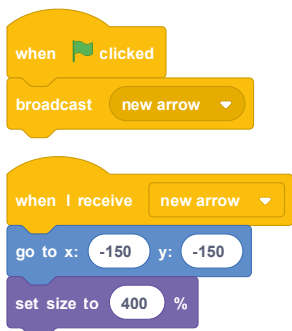 when clicked
broadcast new arrow
when I receive new arrow
go to x: -150 y: -150
set size to 400 %